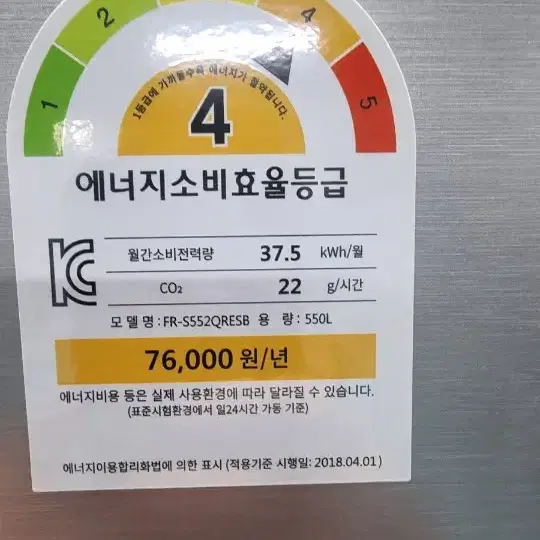 1 2 4 5
1등급에 가까울수록 에너지가 절약됩니다.
4
에너지소비효율등급
월간소비전력량 37.5 kWh/월
CO₂ 22 g/시간
모 델 명 : FR-S552QRESB 용 량 : 550L
76,000 원/년
에너지비용 등은 실제 사용환경에 따라 달라질 수 있습니다.
(표준시험환경에서 일24시간 가동 기준)
에너지이용합리화법에 의한 표시 (적용기준 시행일: 2018.04.01)